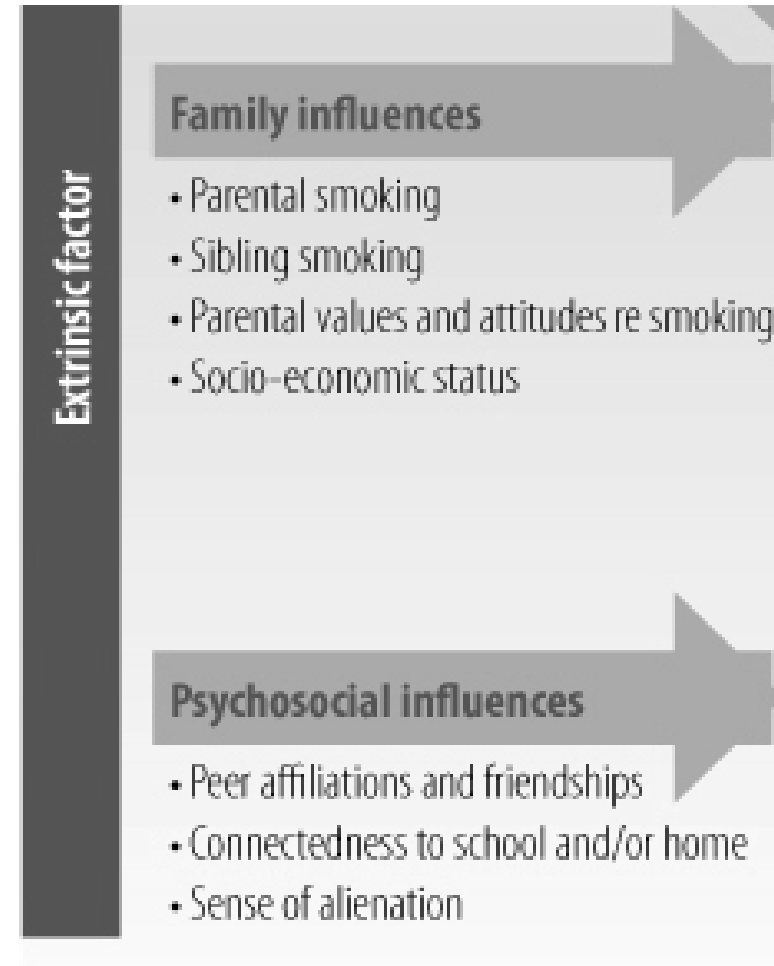 Extrinsic factor
Family influences
• Parental smoking
• Sibling smoking
• Parental values and attitudes re smoking
• Socio-economic status
Psychosocial influences
• Peer affiliations and friendships
• Connectedness to school and/or home
• Sense of alienation